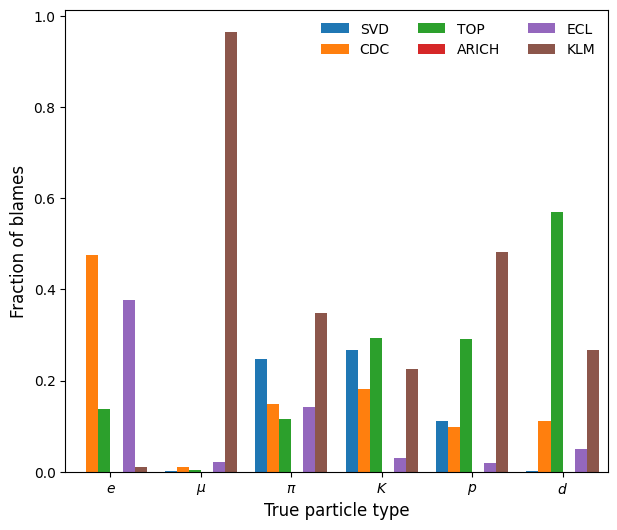 SVD TOP ECL
CDC ARICH KLM
1.0
0.8
0.6
0.4
0.2
0.0
Fraction of blames
e μ π K p d
True particle type